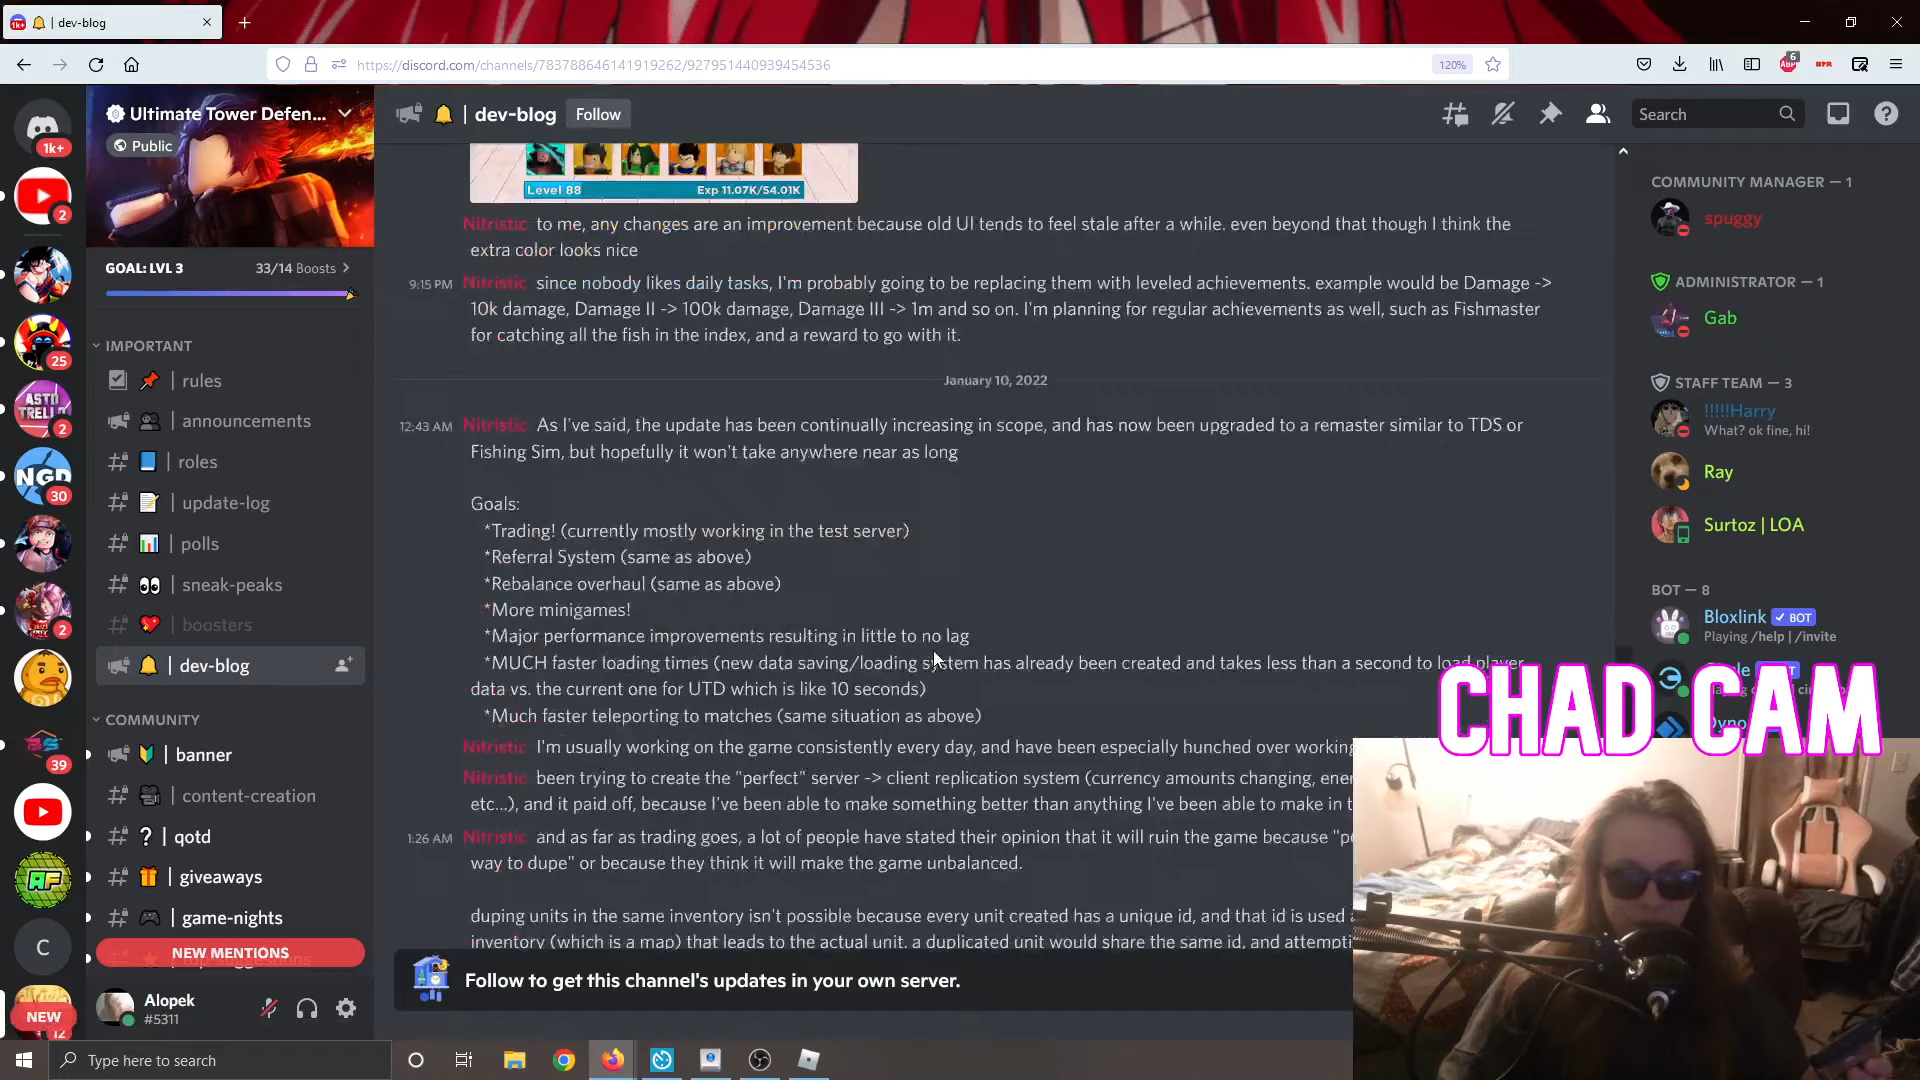 1k+ | dev-blog
https://discord.com/channels/783788646141919262/927951440939454536
120%
6
ABP
Ultimate Tower Defen...
Public
GOAL: LVL 3 33/14 Boosts
| dev-blog Follow
Search
1k+
2
25
ASTD TRELLO
2
NGD
30
2
39
AF
C
NEW
12
IMPORTANT
| rules
| announcements
| roles
| update-log
| polls
| sneak-peaks
| boosters
| dev-blog
COMMUNITY
| banner
| content-creation
| qotd
| giveaways
| game-nights
NEW MENTIONS
Alopek
#5311
Level 88 Exp 11.07K/54.01K
Nitristic to me, any changes are an improvement because old UI tends to feel stale after a while. even beyond that though I think the
extra color looks nice
9:15 PM Nitristic since nobody likes daily tasks, I'm probably going to be replacing them with leveled achievements. example would be Damage ->
10k damage, Damage II -> 100k damage, Damage III -> 1m and so on. I'm planning for regular achievements as well, such as Fishmaster
for catching all the fish in the index, and a reward to go with it.
January 10, 2022
12:43 AM Nitristic As I've said, the update has been continually increasing in scope, and has now been upgraded to a remaster similar to TDS or
Fishing Sim, but hopefully it won't take anywhere near as long
Goals:
*Trading! (currently mostly working in the test server)
*Referral System (same as above)
*Rebalance overhaul (same as above)
*More minigames!
*Major performance improvements resulting in little to no lag
*MUCH faster loading times (new data saving/loading system has already been created and takes less than a second to load player
data vs. the current one for UTD which is like 10 seconds)
*Much faster teleporting to matches (same situation as above)
Nitristic I'm usually working on the game consistently every day, and have been especially hunched over working
Nitristic been trying to create the "perfect" server -> client replication system (currency amounts changing,
etc...), and it paid off, because I've been able to make something better than anything I've been able to make in
1:26 AM Nitristic and as far as trading goes, a lot of people have stated their opinion that it will ruin the game because
way to dupe" or because they think it will make the game unbalanced.
duping units in the same inventory isn't possible because every unit created has a unique id, and that id is used
inventory (which is a map) that leads to the actual unit. a duplicated unit would share the same id, and
Follow to get this channel's updates in your own server.
COMMUNITY MANAGER — 1
spuggy
ADMINISTRATOR — 1
Gab
STAFF TEAM — 3
!!!!!Harry
What? ok fine, hi!
Ray
Surtoz | LOA
BOT — 8
Bloxlink BOT
Playing /help | /invite
CHAD CAM
Type here to search